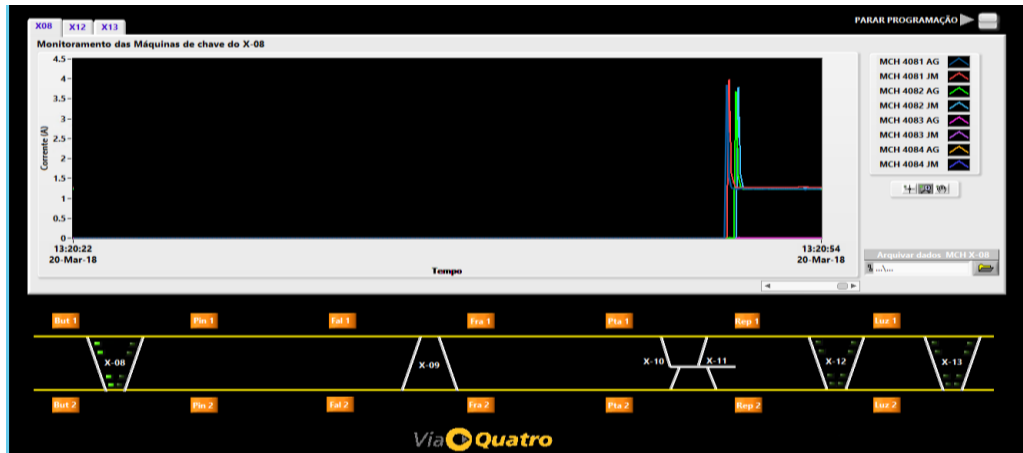 X08 X12 X13
PARAR PROGRAMAÇÃO
Monitoramento das Máquinas de chave do X-08
4.5
4
3.5
3
2.5
2
1.5
1
0.5
0
Corrente (A)
13:20:22
20-Mar-18
13:20:54
20-Mar-18
Tempo
MCH 4081 AG
MCH 4081 JM
MCH 4082 AG
MCH 4082 JM
MCH 4083 AG
MCH 4083 JM
MCH 4084 AG
MCH 4084 JM
Arquivar dados MCH X-08
...\...
But 1 Pin 1 Fal 1 Fra 1 Pta 1 Rep 1 Luz 1
X-08 X-09 X-10 X-11 X-12 X-13
But 2 Pin 2 Fal 2 Fra 2 Pta 2 Rep 2 Luz 2
ViaQuatro